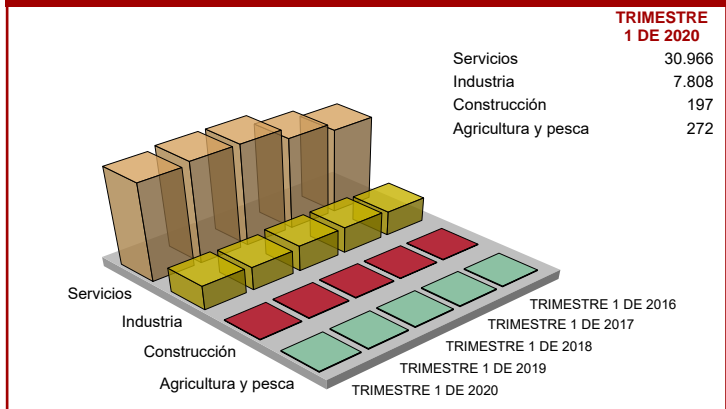 TRIMESTRE
1 DE 2020
Servicios 30.966
Industria 7.808
Construcción 197
Agricultura y pesca 272
Servicios
Industria
Construcción
Agricultura y pesca
TRIMESTRE 1 DE 2016
TRIMESTRE 1 DE 2017
TRIMESTRE 1 DE 2018
TRIMESTRE 1 DE 2019
TRIMESTRE 1 DE 2020